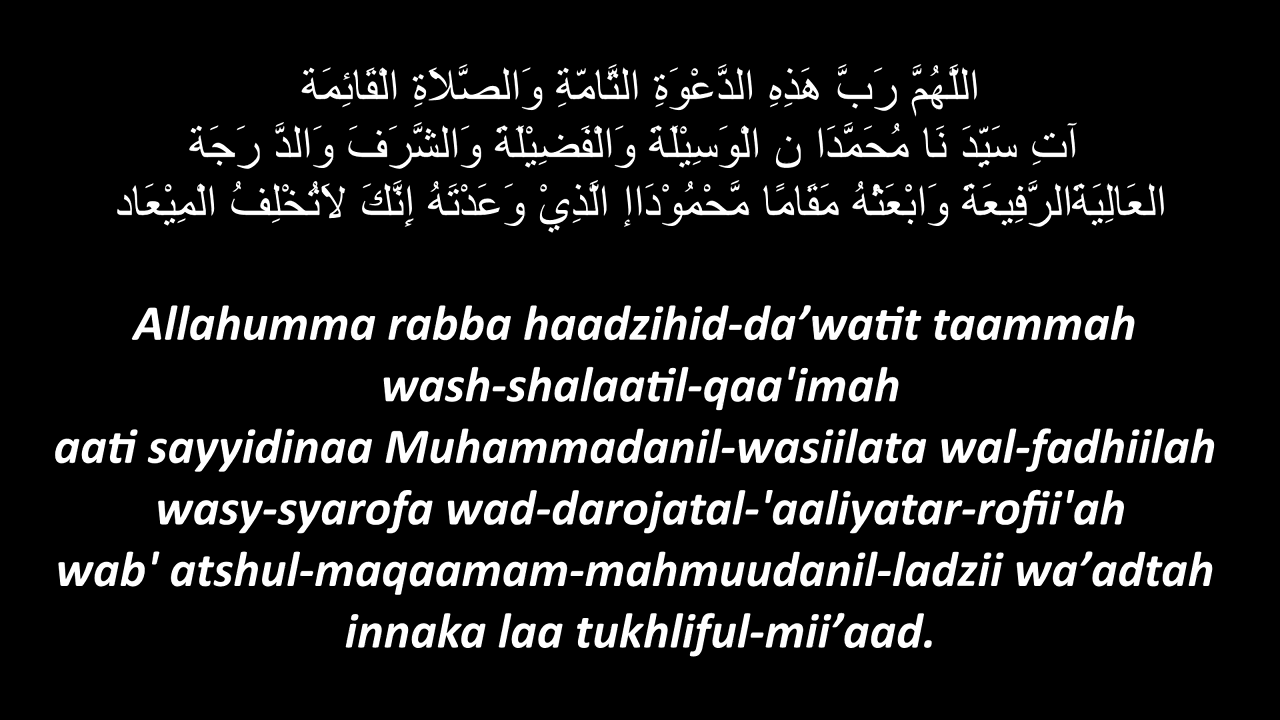 اللَّهُمَّ رَبَّ هَذِهِ الدَّعْوَةِ التَّامّةِ وَالصَّلاَةِ الْقَائِمَة
آتِ سَيِّدَ نَا مُحَمَّدَا نِ الْوَسِيْلَةَ وَالْفَضِيْلَةَ وَالشَّرَفَ وَالدَّ رَجَةِ
العَالِيَةَالرَّفِيعَةَ وَابْعَثْهُ مَقَامًا مَّحْمُوْدَاإ الَّذِيْ وَعَدْتَهُ إِنَّكَ لاَتُخْلِفُ الْمِيْعَاد
Allahumma rabba haadzihid-da’watit taammah
wash-shalaatil-qaa'imah
aati sayyidinaa Muhammadanil-wasiilata wal-fadhiilah
wasy-syarofa wad-darojatal-'aaliyatar-rofii'ah
wab' atshul-maqaamam-mahmuudanil-ladzii wa’adtah
innaka laa tukhliful-mii’aad.